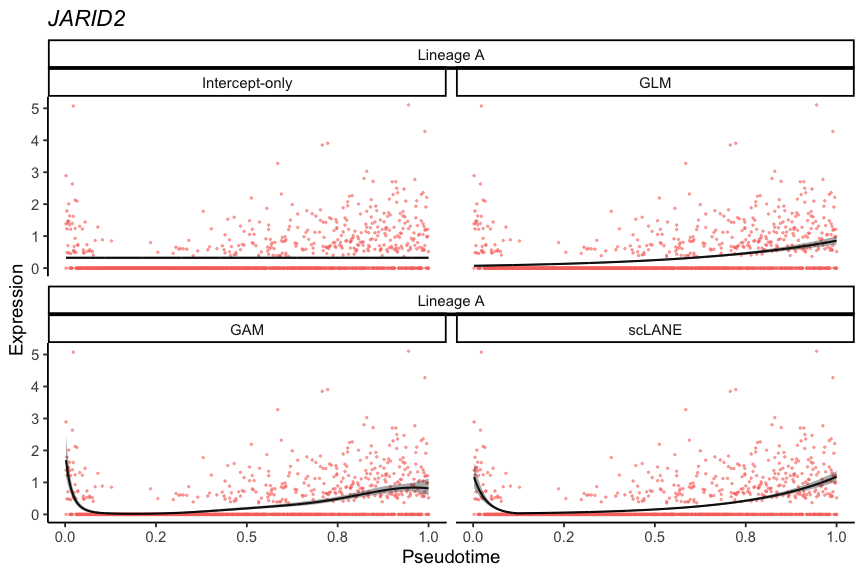 JARID2
Lineage A
Intercept-only GLM
5
4
3
2
1
0
Lineage A
GAM scLANE
5
4
3
2
1
0
0.0 0.2 0.5 0.8 1.0 0.0 0.2 0.5 0.8 1.0
Pseudotime
Expression